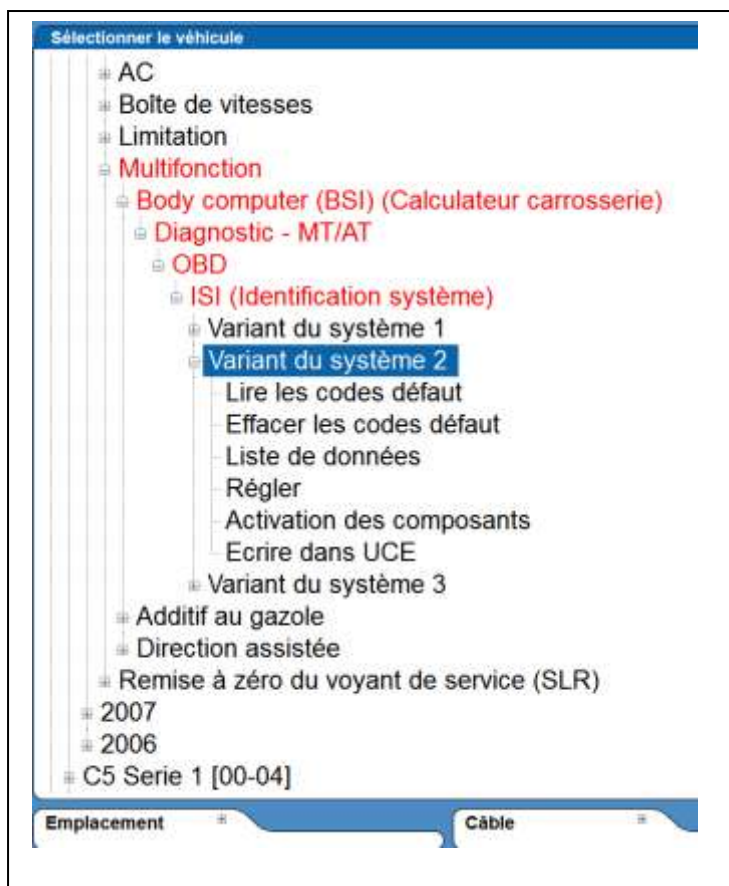 Sélectionner le véhicule
AC
Boîte de vitesses
Limitation
Multifonction
Body computer (BSI) (Calculateur carrosserie)
Diagnostic - MT/AT
OBD
ISI (Identification système)
Variant du système 1
Variant du système 2
Lire les codes défaut
Effacer les codes défaut
Liste de données
Régler
Activation des composants
Ecrire dans UCE
Variant du système 3
Additif au gazole
Direction assistée
Remise à zéro du voyant de service (SLR)
2007
2006
C5 Serie 1 [00-04]
Emplacement
Câble